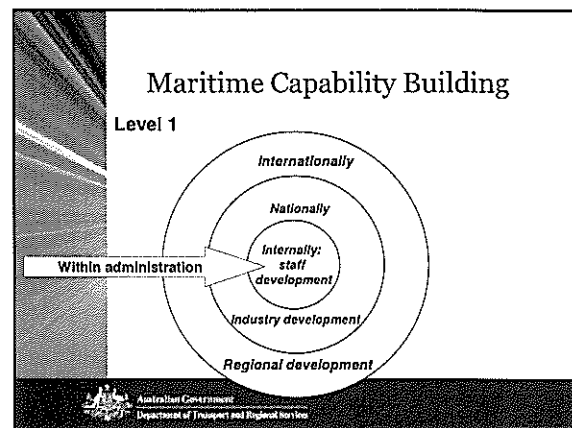 Maritime Capability Building
Level 1
Internationally
Nationally
Internally:
staff
development
Within administration
Industry development
Regional development
Australian Government
Department of Transport and Regional Services